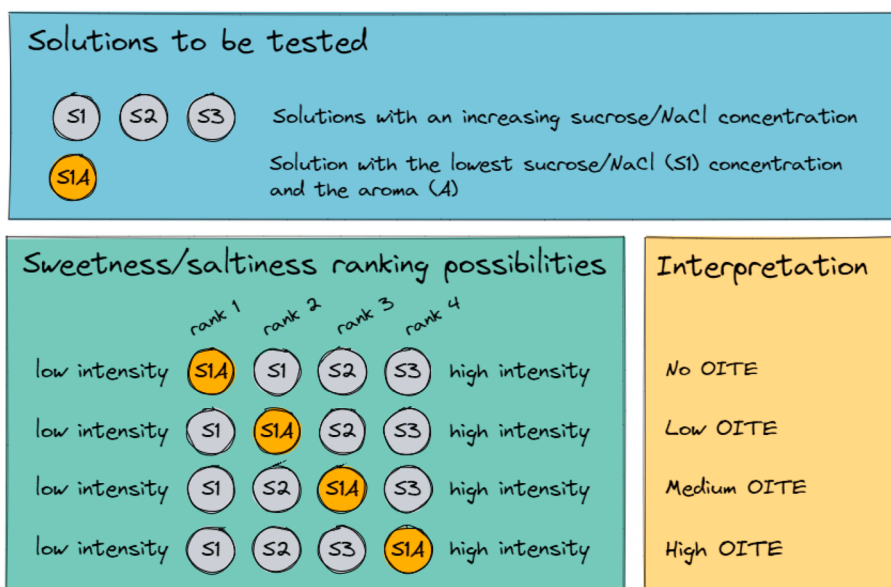 Solutions to be tested
S1 S2 S3 Solutions with an increasing sucrose/NaCl concentration
S1A Solution with the lowest sucrose/NaCl (S1) concentration
and the aroma (A)
Sweetness/saltiness ranking possibilities
rank 1 rank 2 rank 3 rank 4
low intensity S1A S1 S2 S3 high intensity
low intensity S1 S1A S2 S3 high intensity
low intensity S1 S2 S1A S3 high intensity
low intensity S1 S2 S3 S1A high intensity
Interpretation
No OITE
Low OITE
Medium OITE
High OITE